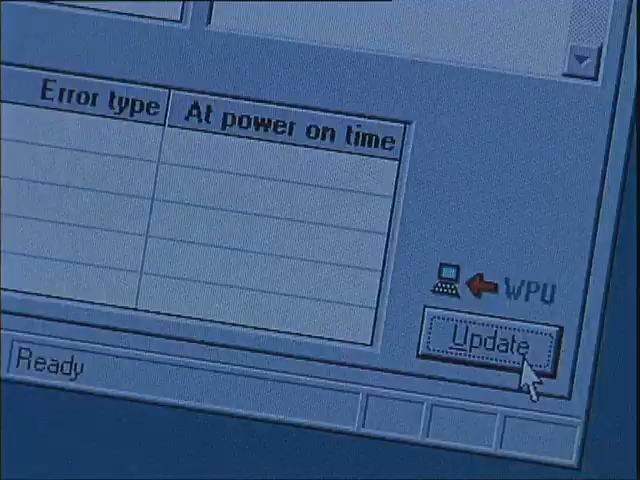 Error type
At power on time
WPU
Update
Ready